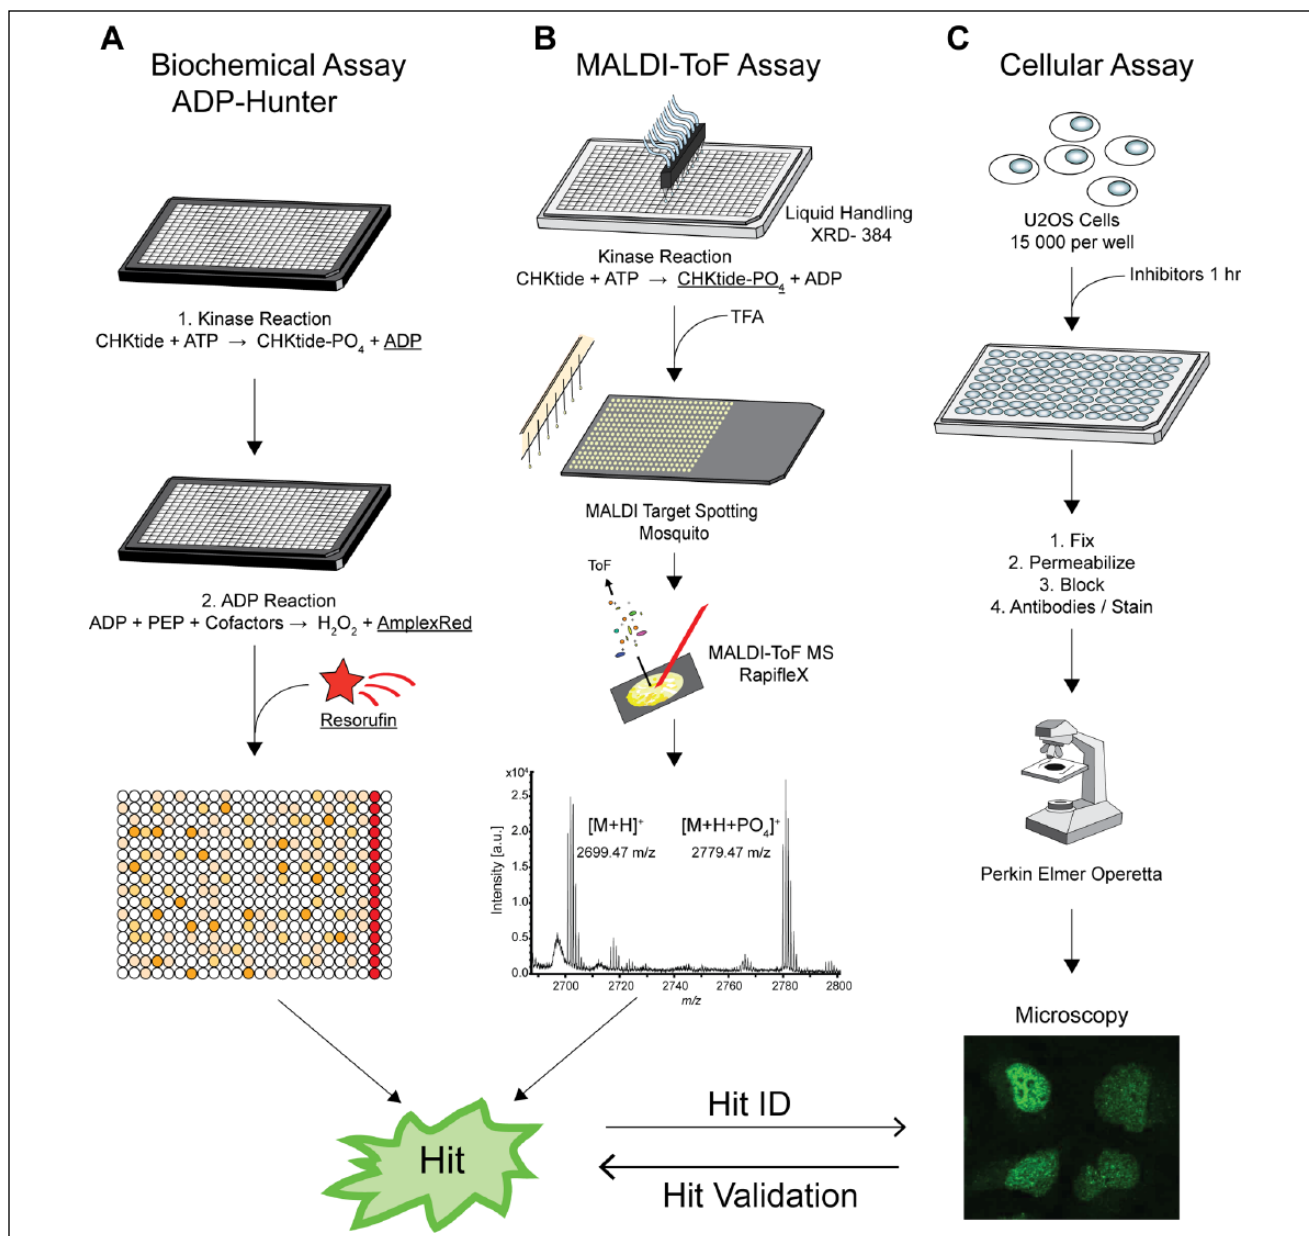 A
Biochemical Assay
ADP-Hunter
1. Kinase Reaction
CHKtide + ATP → CHKtide-PO₄ + ADP
2. ADP Reaction
ADP + PEP + Cofactors → H₂O₂ + AmplexRed
Resorufin
B
MALDI-ToF Assay
Liquid Handling
XRD- 384
Kinase Reaction
CHKtide + ATP → CHKtide-PO₄ + ADP
TFA
MALDI Target Spotting
Mosquito
ToF
MALDI-ToF MS
RapifleX
x10⁴
2.5
2.0
1.5
1.0
0.5
0.0
Intensity [a.u.]
[M+H]⁺
2699.47 m/z
[M+H+PO₄]⁺
2779.47 m/z
2700 2720 2740 2760 2780 2800
m/z
C
Cellular Assay
U2OS Cells
15 000 per well
Inhibitors 1 hr
1. Fix
2. Permeabilize
3. Block
4. Antibodies / Stain
Perkin Elmer Operetta
Microscopy
Hit
Hit ID
Hit Validation